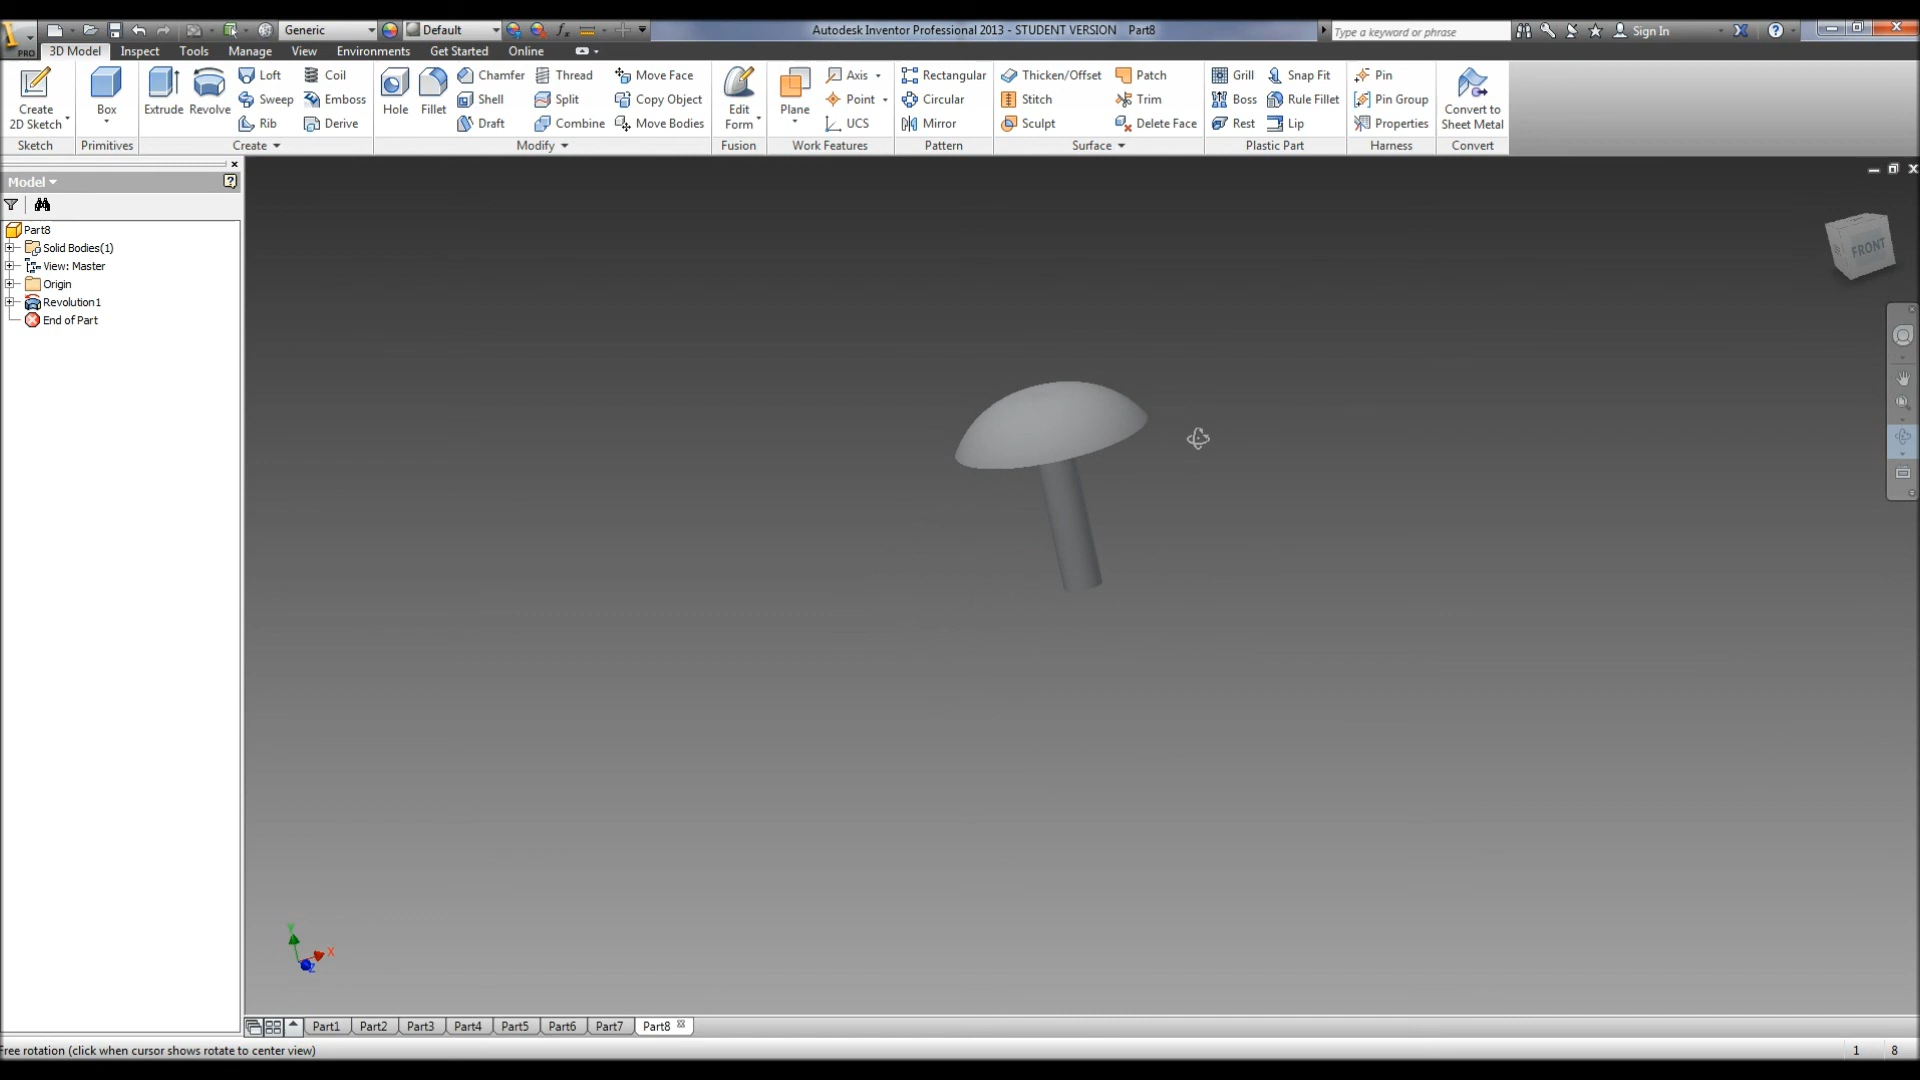 Generic
Default
Autodesk Inventor Professional 2013 - STUDENT VERSION Part8
Type a keyword or phrase
Sign In
PRO
3D Model Inspect Tools Manage View Environments Get Started Online
Create
2D Sketch
Sketch
Box
Primitives
Extrude Revolve
Loft Coil
Sweep Emboss
Rib Derive
Create
Hole Fillet
Chamfer Thread Move Face
Shell Split Copy Object
Draft Combine Move Bodies
Modify
Edit
Form
Fusion
Plane
Axis
Point
UCS
Work Features
Rectangular
Circular
Mirror
Pattern
Thicken/Offset Patch
Stitch Trim
Sculpt Delete Face
Surface
Grill Snap Fit
Boss Rule Fillet
Rest Lip
Plastic Part
Pin
Pin Group
Properties
Harness
Convert to
Sheet Metal
Convert
Model
Part8
Solid Bodies(1)
View: Master
Origin
Revolution1
End of Part
FRONT
Y
X
Z
Part1 Part2 Part3 Part4 Part5 Part6 Part7 Part8
Free rotation (click when cursor shows rotate to center view)
1 8